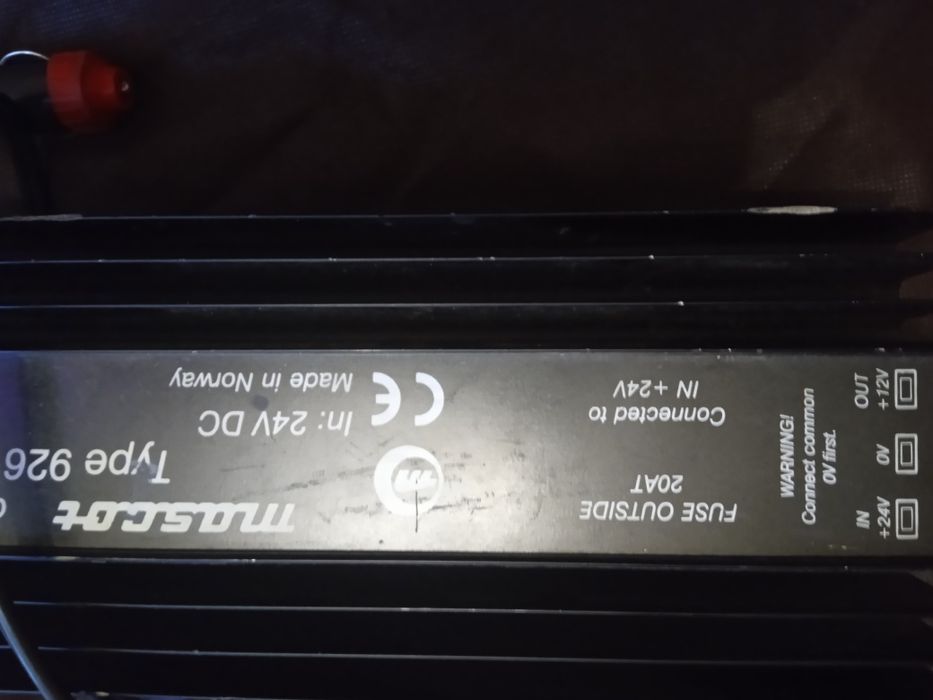 mascot
Type 926
In: 24V DC
CE
Made in Norway
m
FUSE OUTSIDE
20AT
Connected to
IN +24V
WARNING!
Connect common
0V first.
IN
+24V
0V
OUT
+12V